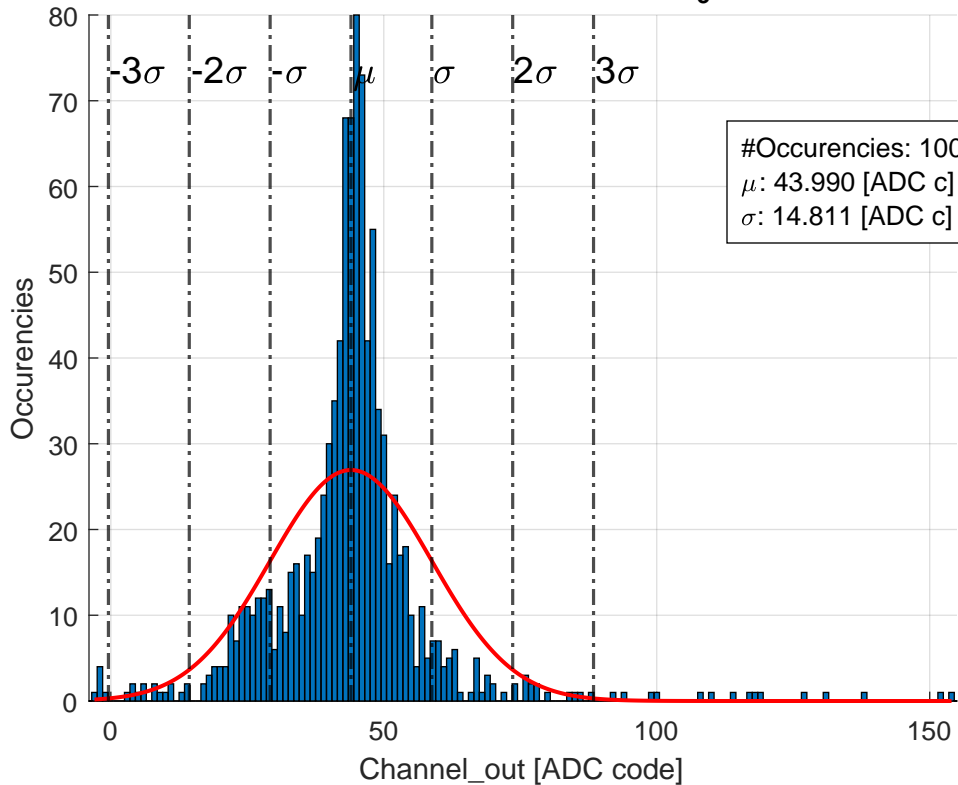 80
70
60
50
40
30
20
10
0
Occurencies
-3σ -2σ -σ μ σ 2σ 3σ
#Occurencies: 100
μ: 43.990 [ADC c]
σ: 14.811 [ADC c]
0 50 100 150
Channel_out [ADC code]